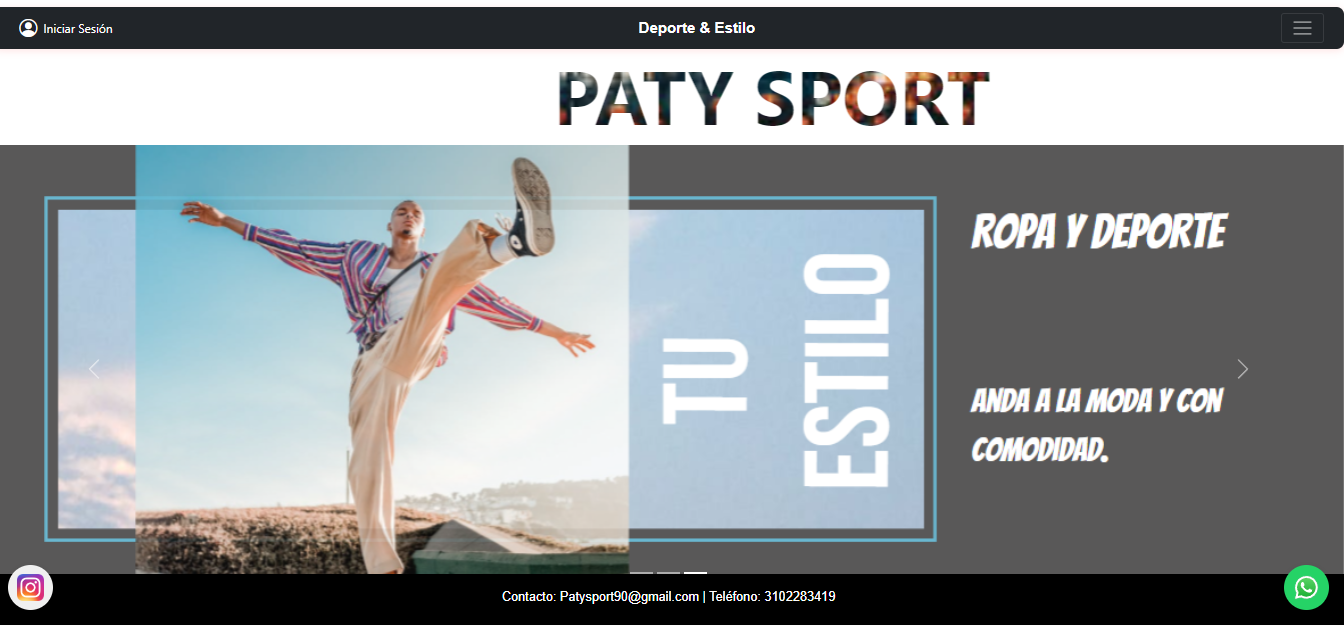 Iniciar Sesión
Deporte & Estilo
PATY SPORT
TU
ESTILO
ROPA Y DEPORTE
ANDA A LA MODA Y CON
COMODIDAD.
Contacto: Patysport90@gmail.com | Teléfono: 3102283419